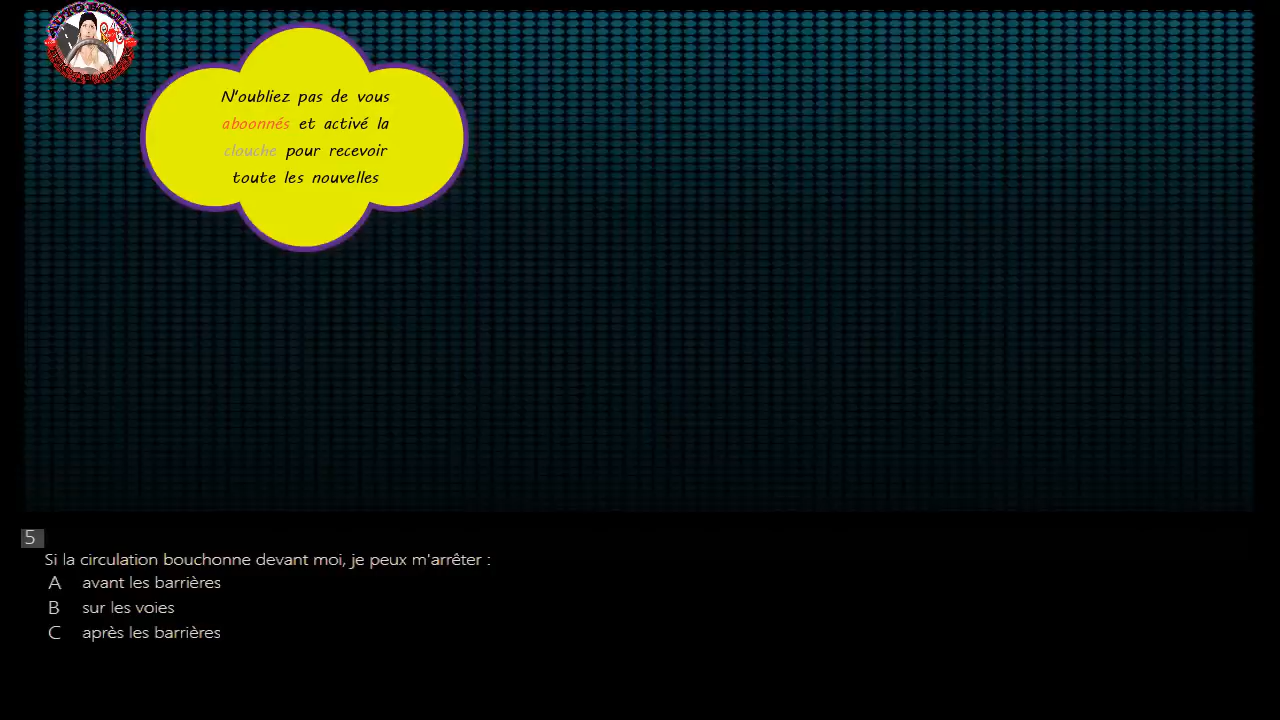 N'oubliez pas de vous
aboonnés et activé la
clouche pour recevoir
toute les nouvelles
5
Si la circulation bouchonne devant moi, je peux m'arrêter :
A avant les barrières
B sur les voies
C après les barrières